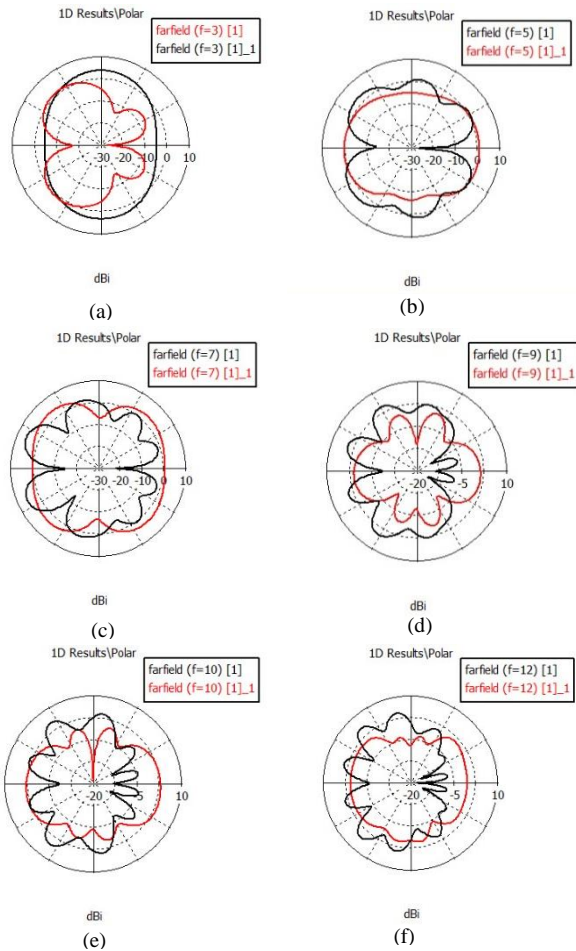 1D Results\Polar
farfield (f=3) [1]
farfield (f=3) [1]_1
-30 -20 -10 0 10
dBi
(a)
1D Results\Polar
farfield (f=5) [1]
farfield (f=5) [1]_1
-30 -20 -10 0 10
dBi
(b)
1D Results\Polar
farfield (f=7) [1]
farfield (f=7) [1]_1
-30 -20 -10 0 10
dBi
(c)
1D Results\Polar
farfield (f=9) [1]
farfield (f=9) [1]_1
-20 -5 10
dBi
(d)
1D Results\Polar
farfield (f=10) [1]
farfield (f=10) [1]_1
-20 -5 10
dBi
(e)
1D Results\Polar
farfield (f=12) [1]
farfield (f=12) [1]_1
-20 -5 10
dBi
(f)